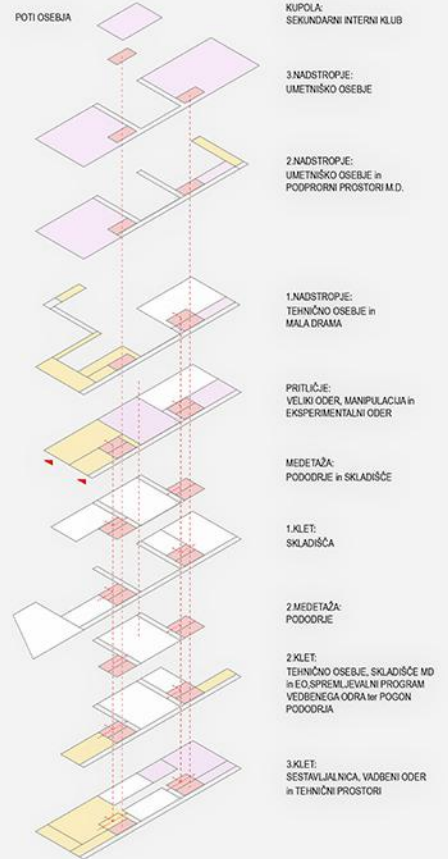 POTI OSEBJA
KUPOLA:
SEKUNDARNI INTERNI KLUB
3.NADSTROPJE:
UMETNIŠKO OSEBJE
2.NADSTROPJE:
UMETNIŠKO OSEBJE in
PODPRORNI PROSTORI M.D.
1.NADSTROPJE:
TEHNIČNO OSEBJE in
MALA DRAMA
PRITLIČJE:
VELIKI ODER, MANIPULACIJA in
EKSPERIMENTALNI ODER
MEDETAŽA:
PODODRJE in SKLADIŠČE
1.KLET:
SKLADIŠČA
2.MEDETAŽA:
PODODRJE
2.KLET:
TEHNIČNO OSEBJE, SKLADIŠČE MD
in EO,SPREMLJEVALNI PROGRAM
VEDBENEGA ODRA ter POGON
PODODRJA
3.KLET:
SESTAVLJALNICA, VADBENI ODER
in TEHNIČNI PROSTORI